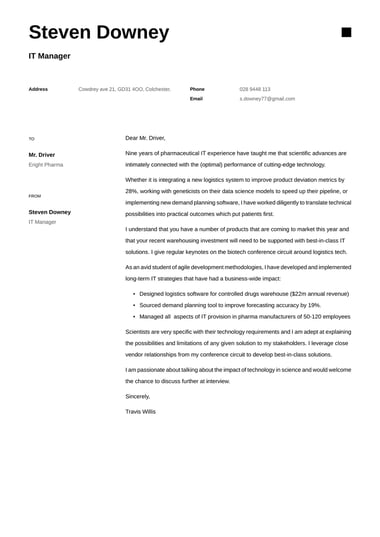 Steven Downey
IT Manager
Address Cowdrey ave 21, GD31 4OO, Colchester. Phone 028 9448 113
Email s.downey77@gmail.com
TO
Mr. Driver
Eright Pharma
FROM
Steven Downey
IT Manager
Dear Mr. Driver,
Nine years of pharmaceutical IT experience have taught me that scientific advances are
intimately connected with the (optimal) performance of cutting-edge technology.
Whether it is integrating a new logistics system to improve product deviation metrics by
28%, working with geneticists on their data science models to speed up their pipeline, or
implementing new demand planning software, I have worked diligently to translate technical
possibilities into practical outcomes which put patients first.
I understand that you have a number of products that are coming to market this year and
that your recent warehousing investment will need to be supported with best-in-class IT
solutions. I give regular keynotes on the biotech conference circuit around logistics tech.
As an avid student of agile development methodologies, I have developed and implemented
long-term IT strategies that have had a business-wide impact:
• Designed logistics software for controlled drugs warehouse ($22m annual revenue)
• Sourced demand planning tool to improve forecasting accuracy by 19%.
• Managed all aspects of IT provision in pharma manufacturers of 50-120 employees
Scientists are very specific with their technology requirements and I am adept at explaining
the possibilities and limitations of any given solution to my stakeholders. I leverage close
vendor relationships from my conference circuit to develop best-in-class solutions.
I am passionate about talking about the impact of technology in science and would welcome
the chance to discuss further at interview.
Sincerely,
Travis Willis